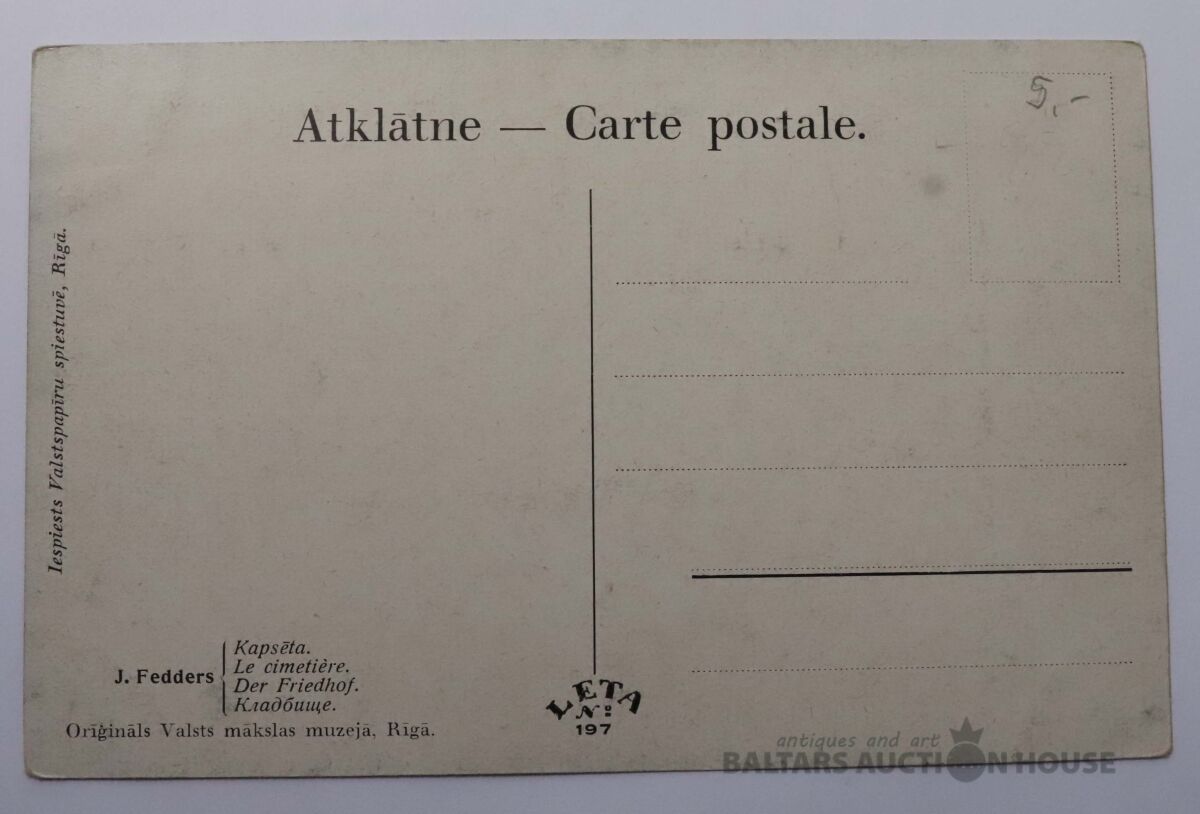 5,-
Atklātne — Carte postale.
Iespiests Valstspapīru spiestuvē, Rīgā.
J. Fedders
Kapsēta.
Le cimetière.
Der Friedhof.
Кладбище.
Orīģināls Valsts mākslas muzejā, Rīgā.
LETA
№
197
antiques and art
BALTARS AUCTION HOUSE